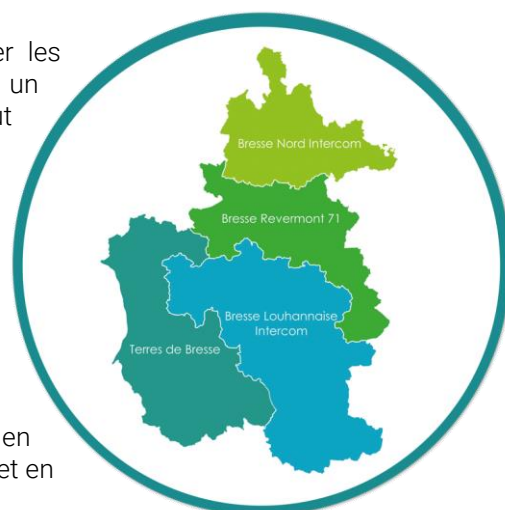 er les
un
ut
Bresse Nord Intercom
Bresse Revermont 71
Bresse Louhannaise
Intercom
Terres de Bresse
en
et en